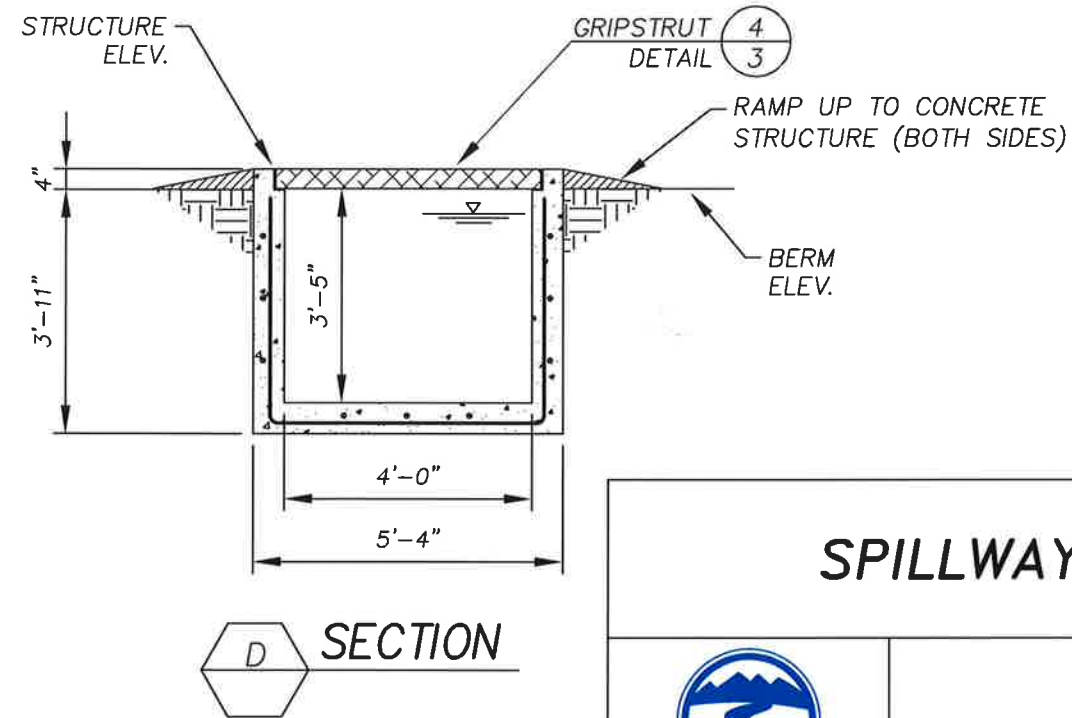 STRUCTURE
ELEV.
GRIPSTRUT
DETAIL
4
3
RAMP UP TO CONCRETE
STRUCTURE (BOTH SIDES)
4"
3'-11"
3'-5"
BERM
ELEV.
4'-0"
5'-4"
D
SECTION
SPILLWAY